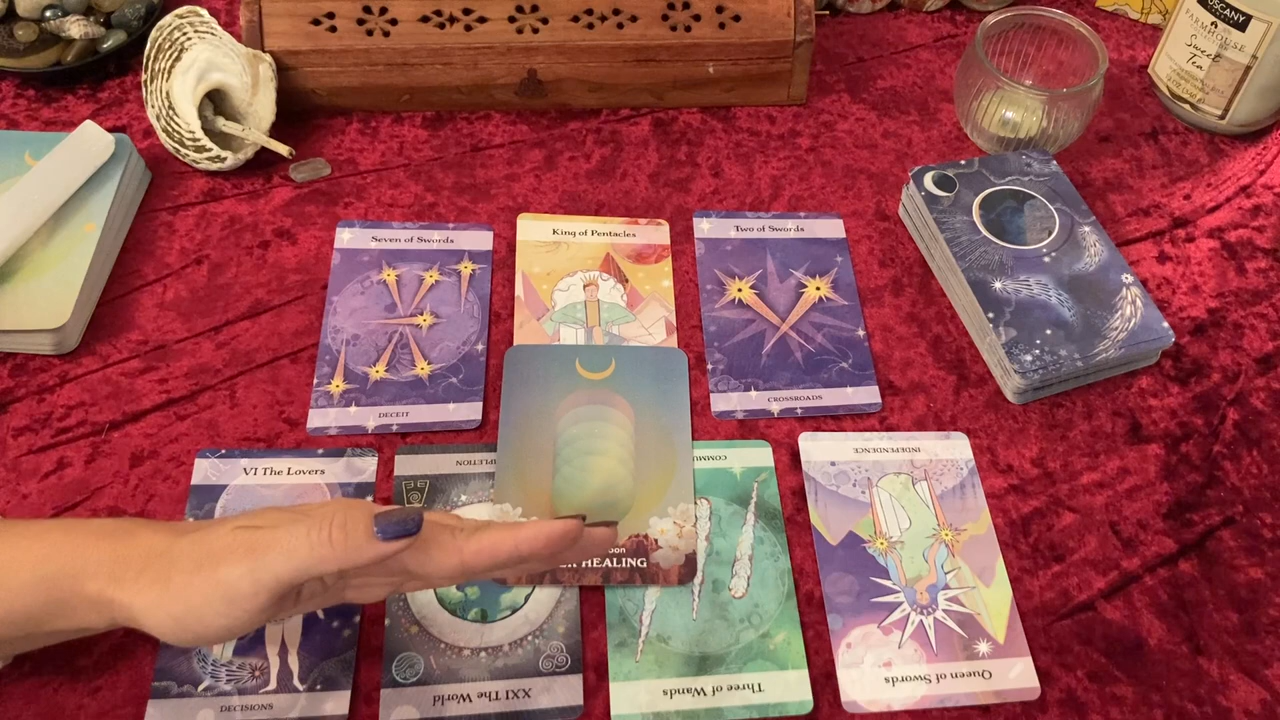 TUSCANY
FARMHOUSE
Sweet
Tea
Seven of Swords
DECEIT
King of Pentacles
Two of Swords
CROSSROADS
VI The Lovers
DECISIONS
XXI The World
HEALING
Three of Wands
INDEPENDENCE
Queen of Swords